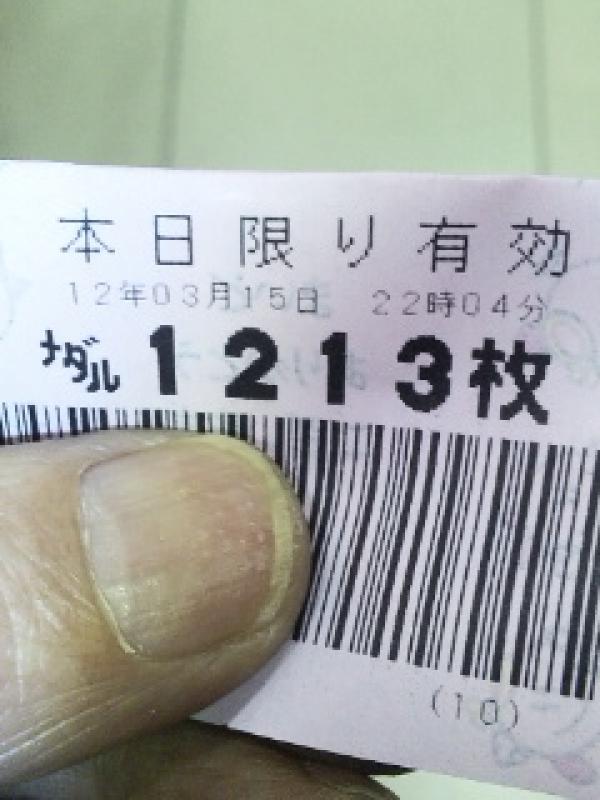 本日限り有効
12年03月15日 22時04分
メダル1213枚
(10)